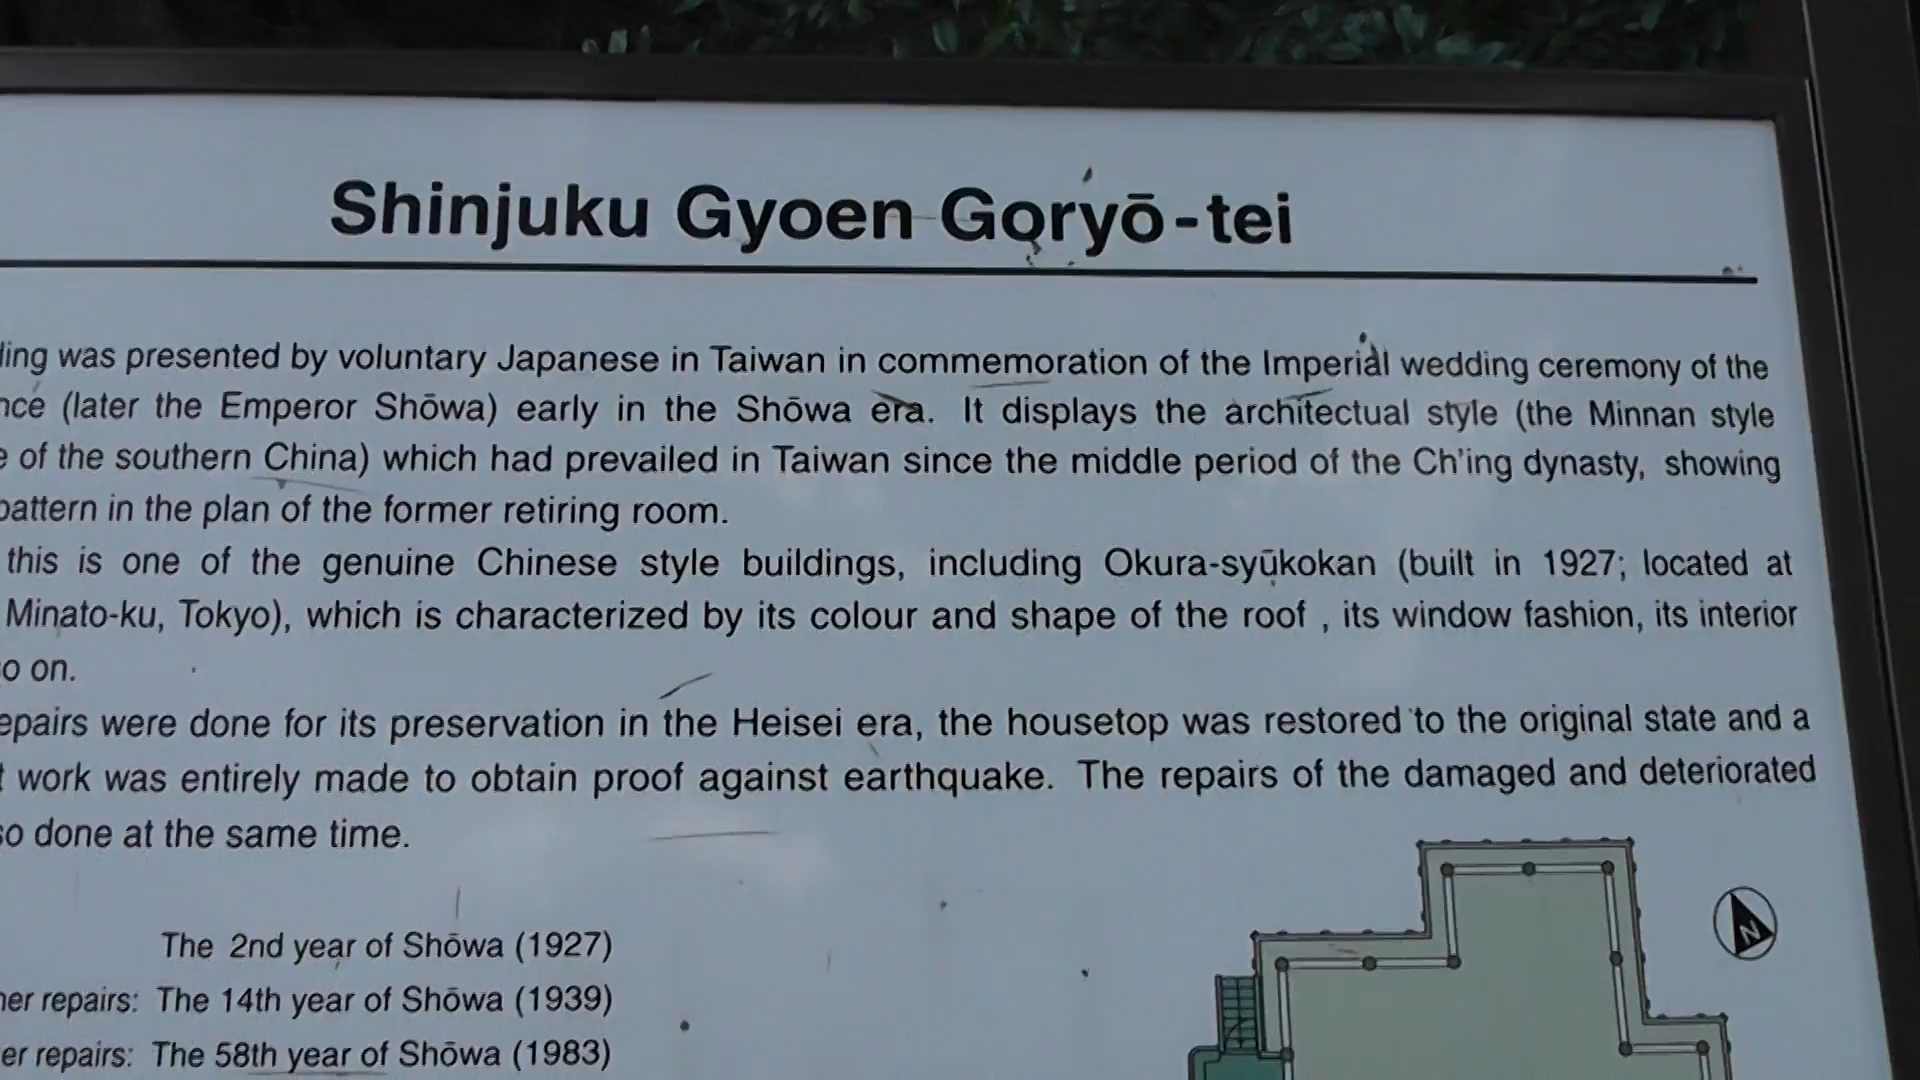 Shinjuku Gyoen Goryō-tei
ling was presented by voluntary Japanese in Taiwan in commemoration of the Imperial wedding ceremony of the
nce (later the Emperor Shōwa) early in the Shōwa era. It displays the architectual style (the Minnan style
e of the southern China) which had prevailed in Taiwan since the middle period of the Ch'ing dynasty, showing
pattern in the plan of the former retiring room.
this is one of the genuine Chinese style buildings, including Okura-syūkokan (built in 1927; located at
Minato-ku, Tokyo), which is characterized by its colour and shape of the roof , its window fashion, its interior
so on.
epairs were done for its preservation in the Heisei era, the housetop was restored to the original state and a
t work was entirely made to obtain proof against earthquake. The repairs of the damaged and deteriorated
so done at the same time.
The 2nd year of Shōwa (1927)
her repairs: The 14th year of Shōwa (1939)
er repairs: The 58th year of Shōwa (1983)
N